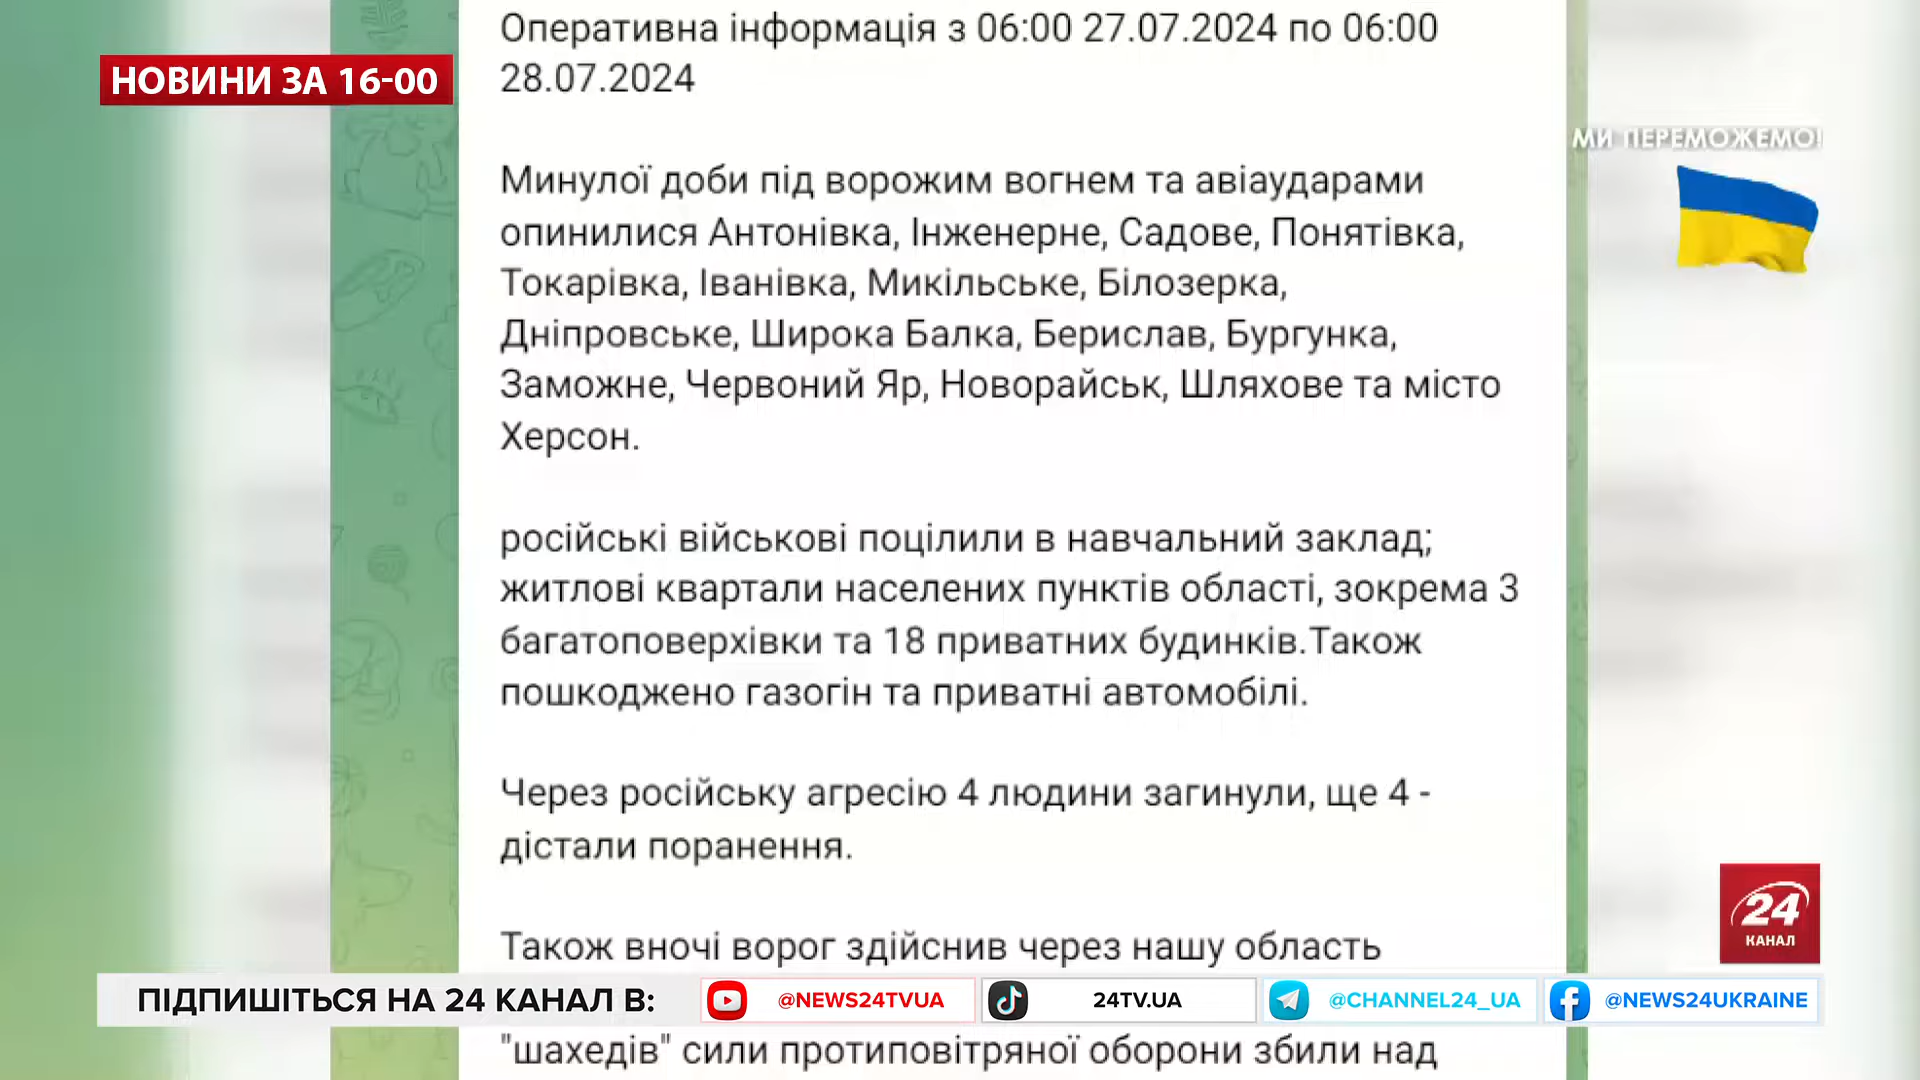 НОВИНИ ЗА 16-00
Оперативна інформація з 06:00 27.07.2024 по 06:00
28.07.2024
МИ ПЕРЕМОЖЕМО!
Минулої доби під ворожим вогнем та авіаударами
опинилися Антонівка, Інженерне, Садове, Понятівка,
Токарівка, Іванівка, Микільське, Білозерка,
Дніпровське, Широка Балка, Берислав, Бургунка,
Заможне, Червоний Яр, Новорайськ, Шляхове та місто
Херсон.
російські військові поцілили в навчальний заклад;
житлові квартали населених пунктів області, зокрема 3
багатоповерхівки та 18 приватних будинків.Також
пошкоджено газогін та приватні автомобілі.
Через російську агресію 4 людини загинули, ще 4 -
дістали поранення.
Також вночі ворог здійснив через нашу область
24
КАНАЛ
ПІДПИШІТЬСЯ НА 24 КАНАЛ В: @NEWS24TVUA 24TV.UA @CHANNEL24_UA @NEWS24UKRAINE
"шахедів" сили протиповітряної оборони збили над